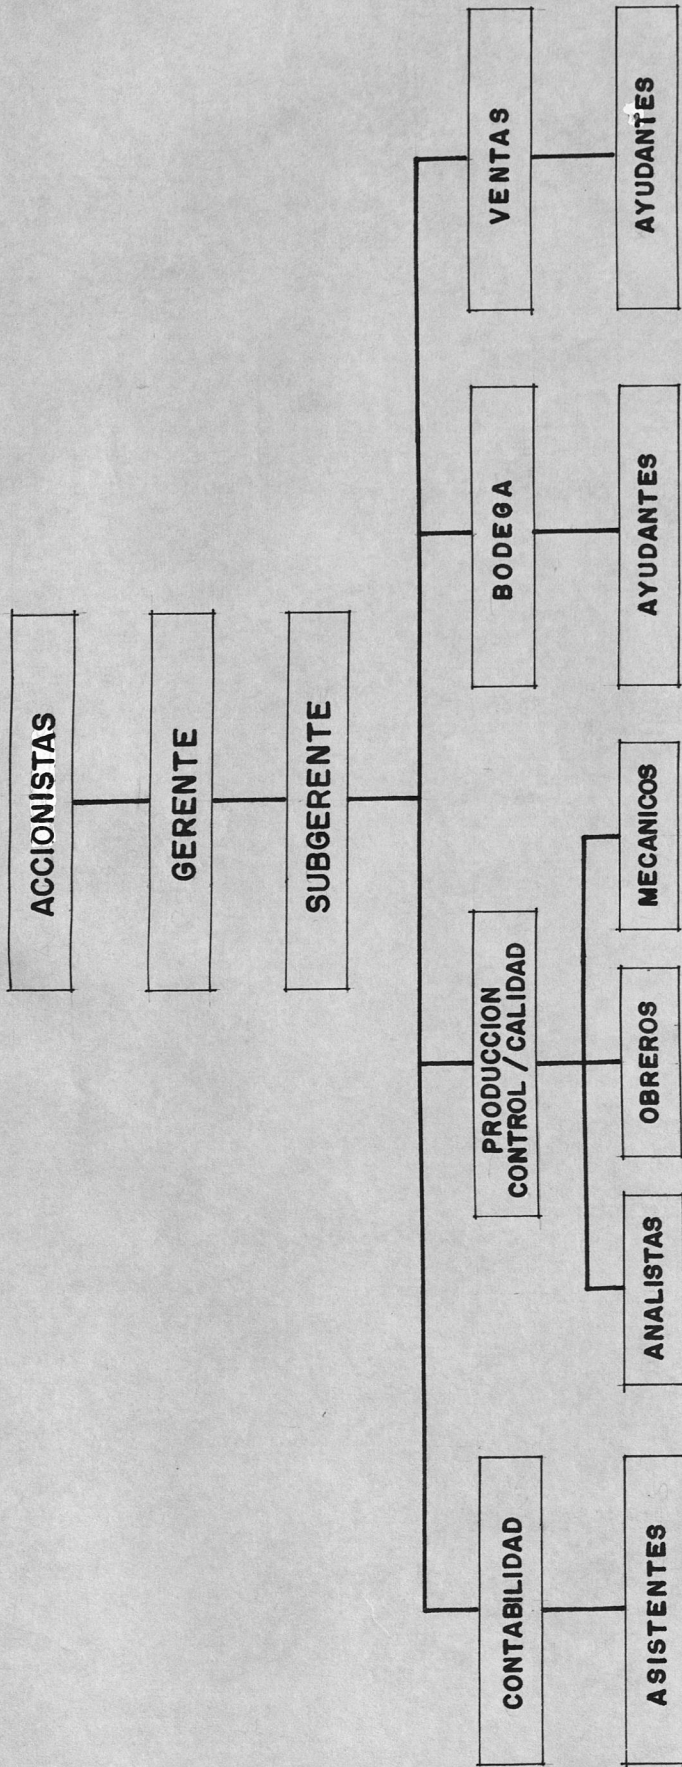 ACCIONISTAS
GERENTE
SUBGERENTE
CONTABILIDAD
PRODUCCION
CONTROL / CALIDAD
BODEGA
VENTAS
ASISTENTES
ANALISTAS
OBREROS
MECANICOS
AYUDANTES
AYUDANTES